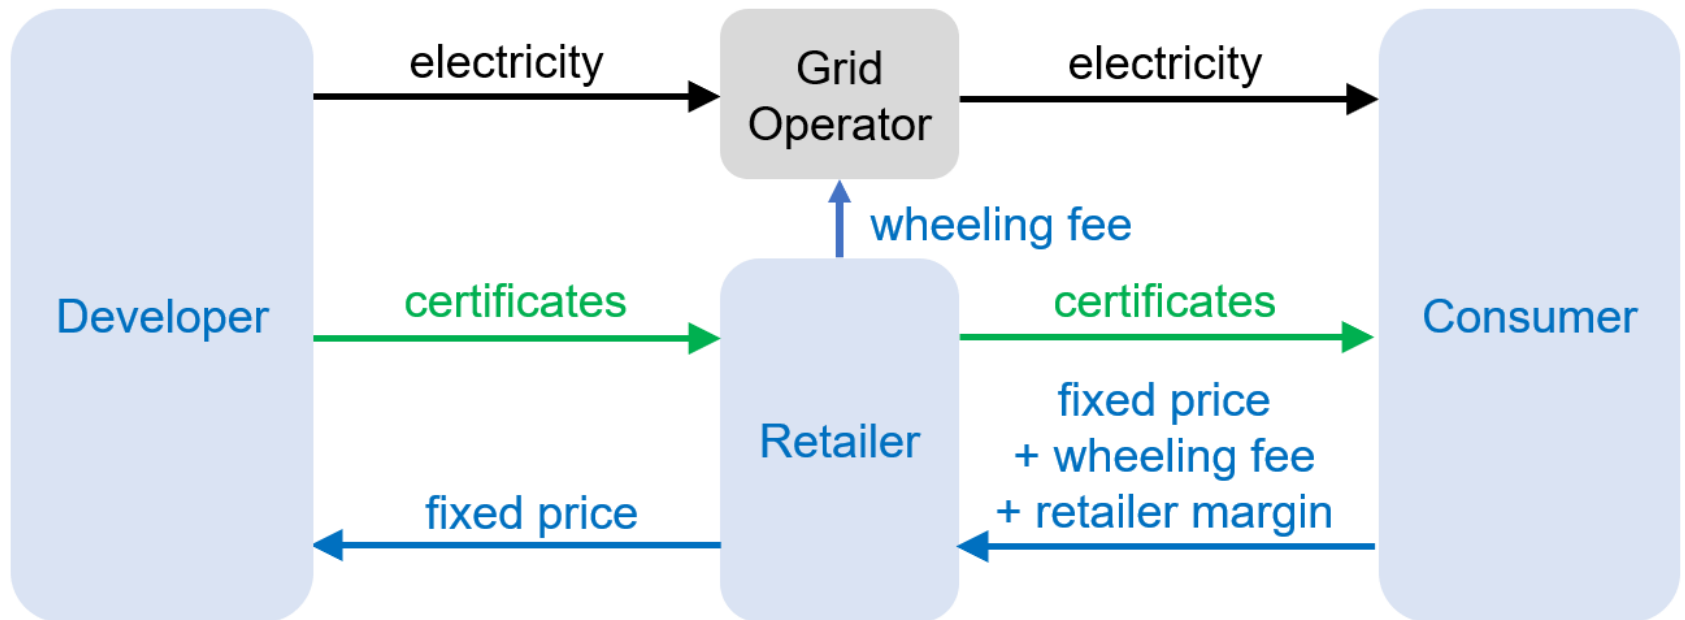 electricity
Grid
Operator
electricity
wheeling fee
Developer
certificates
certificates
Consumer
Retailer
fixed price
+ wheeling fee
+ retailer margin
fixed price